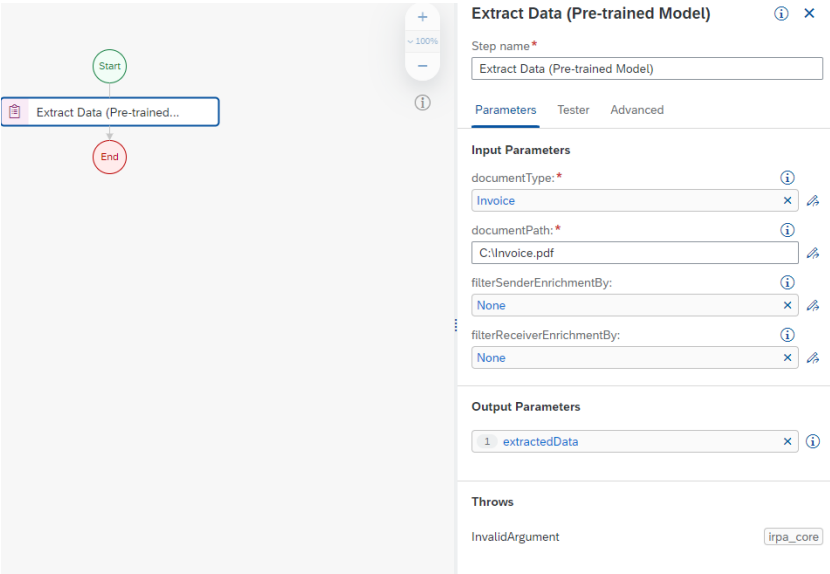 Start
Extract Data (Pre-trained...
End
100%
Extract Data (Pre-trained Model)
Step name*
Extract Data (Pre-trained Model)
Parameters Tester Advanced
Input Parameters
documentType:*
Invoice
documentPath:*
C:\Invoice.pdf
filterSenderEnrichmentBy:
None
filterReceiverEnrichmentBy:
None
Output Parameters
1 extractedData
Throws
InvalidArgument irpa_core